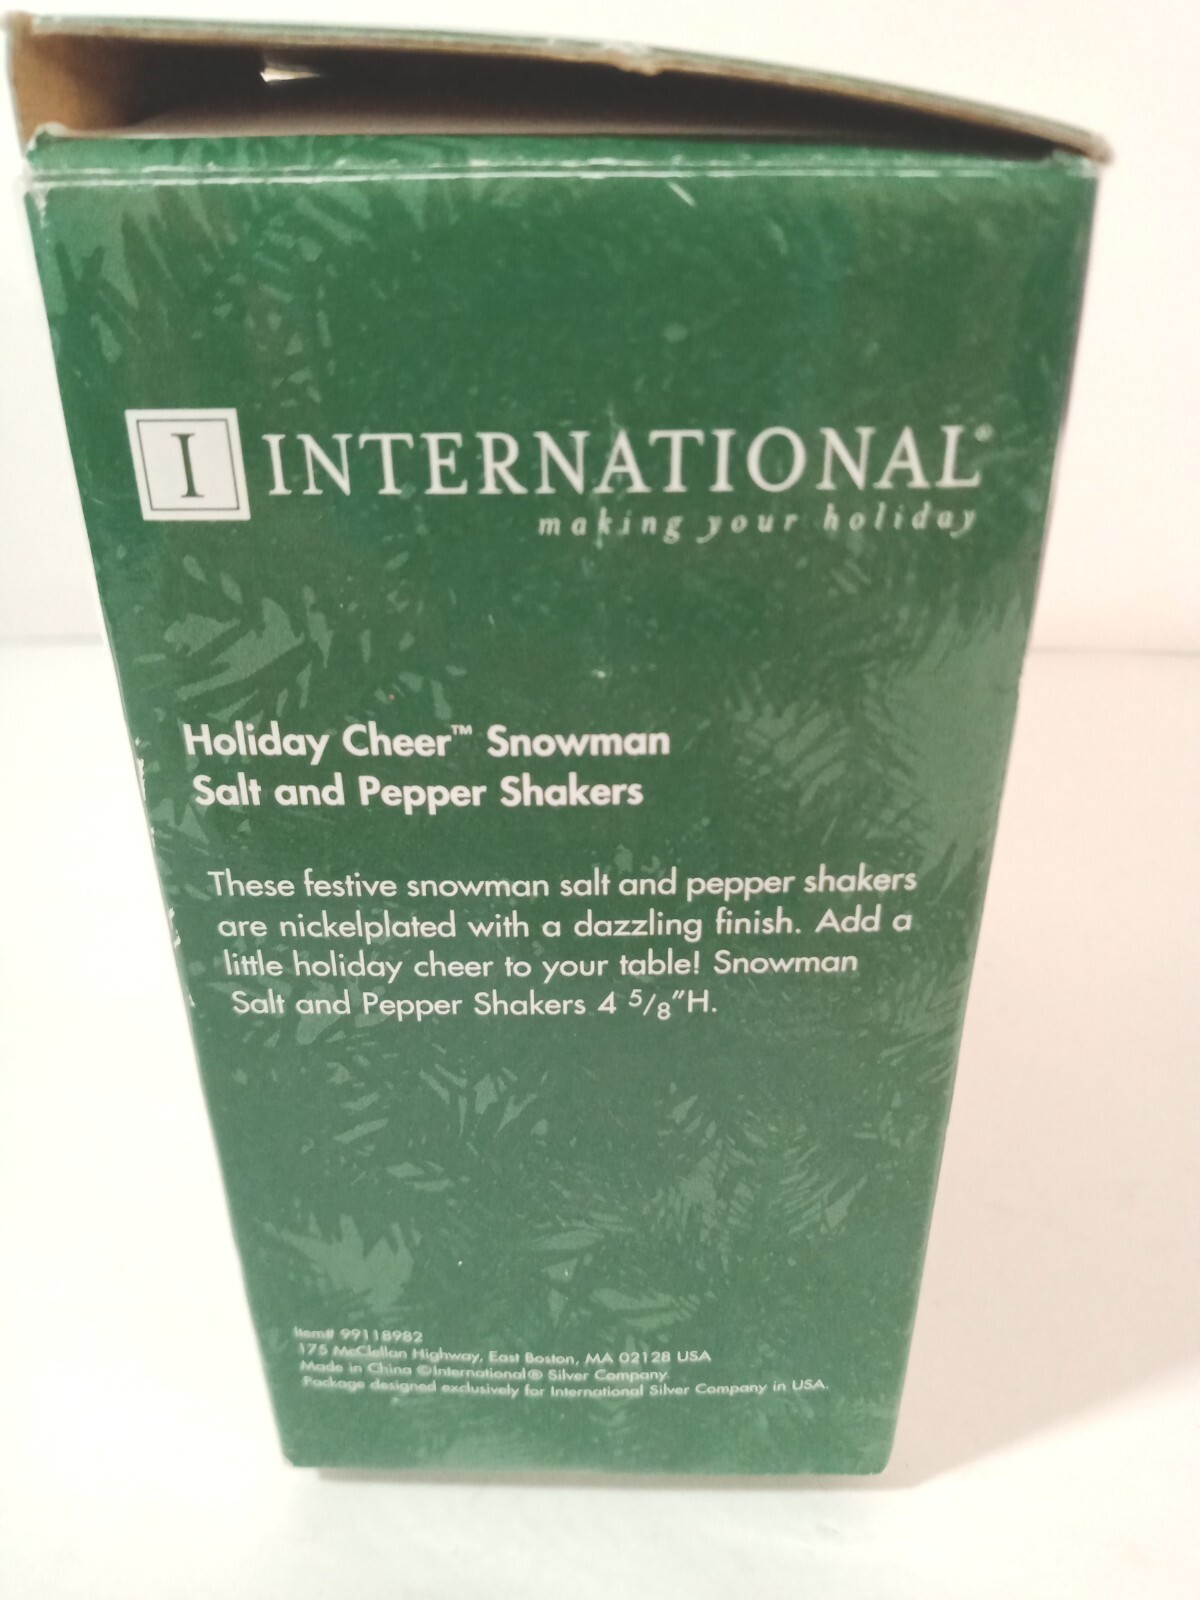 I INTERNATIONAL®
making your holiday
Holiday Cheer™ Snowman
Salt and Pepper Shakers
These festive snowman salt and pepper shakers
are nickelplated with a dazzling finish. Add a
little holiday cheer to your table! Snowman
Salt and Pepper Shakers 4 5/8"H.
Item# 99118982
175 McClellan Highway, East Boston, MA 02128 USA
Made in China ©International® Silver Company.
Package designed exclusively for International Silver Company in USA.